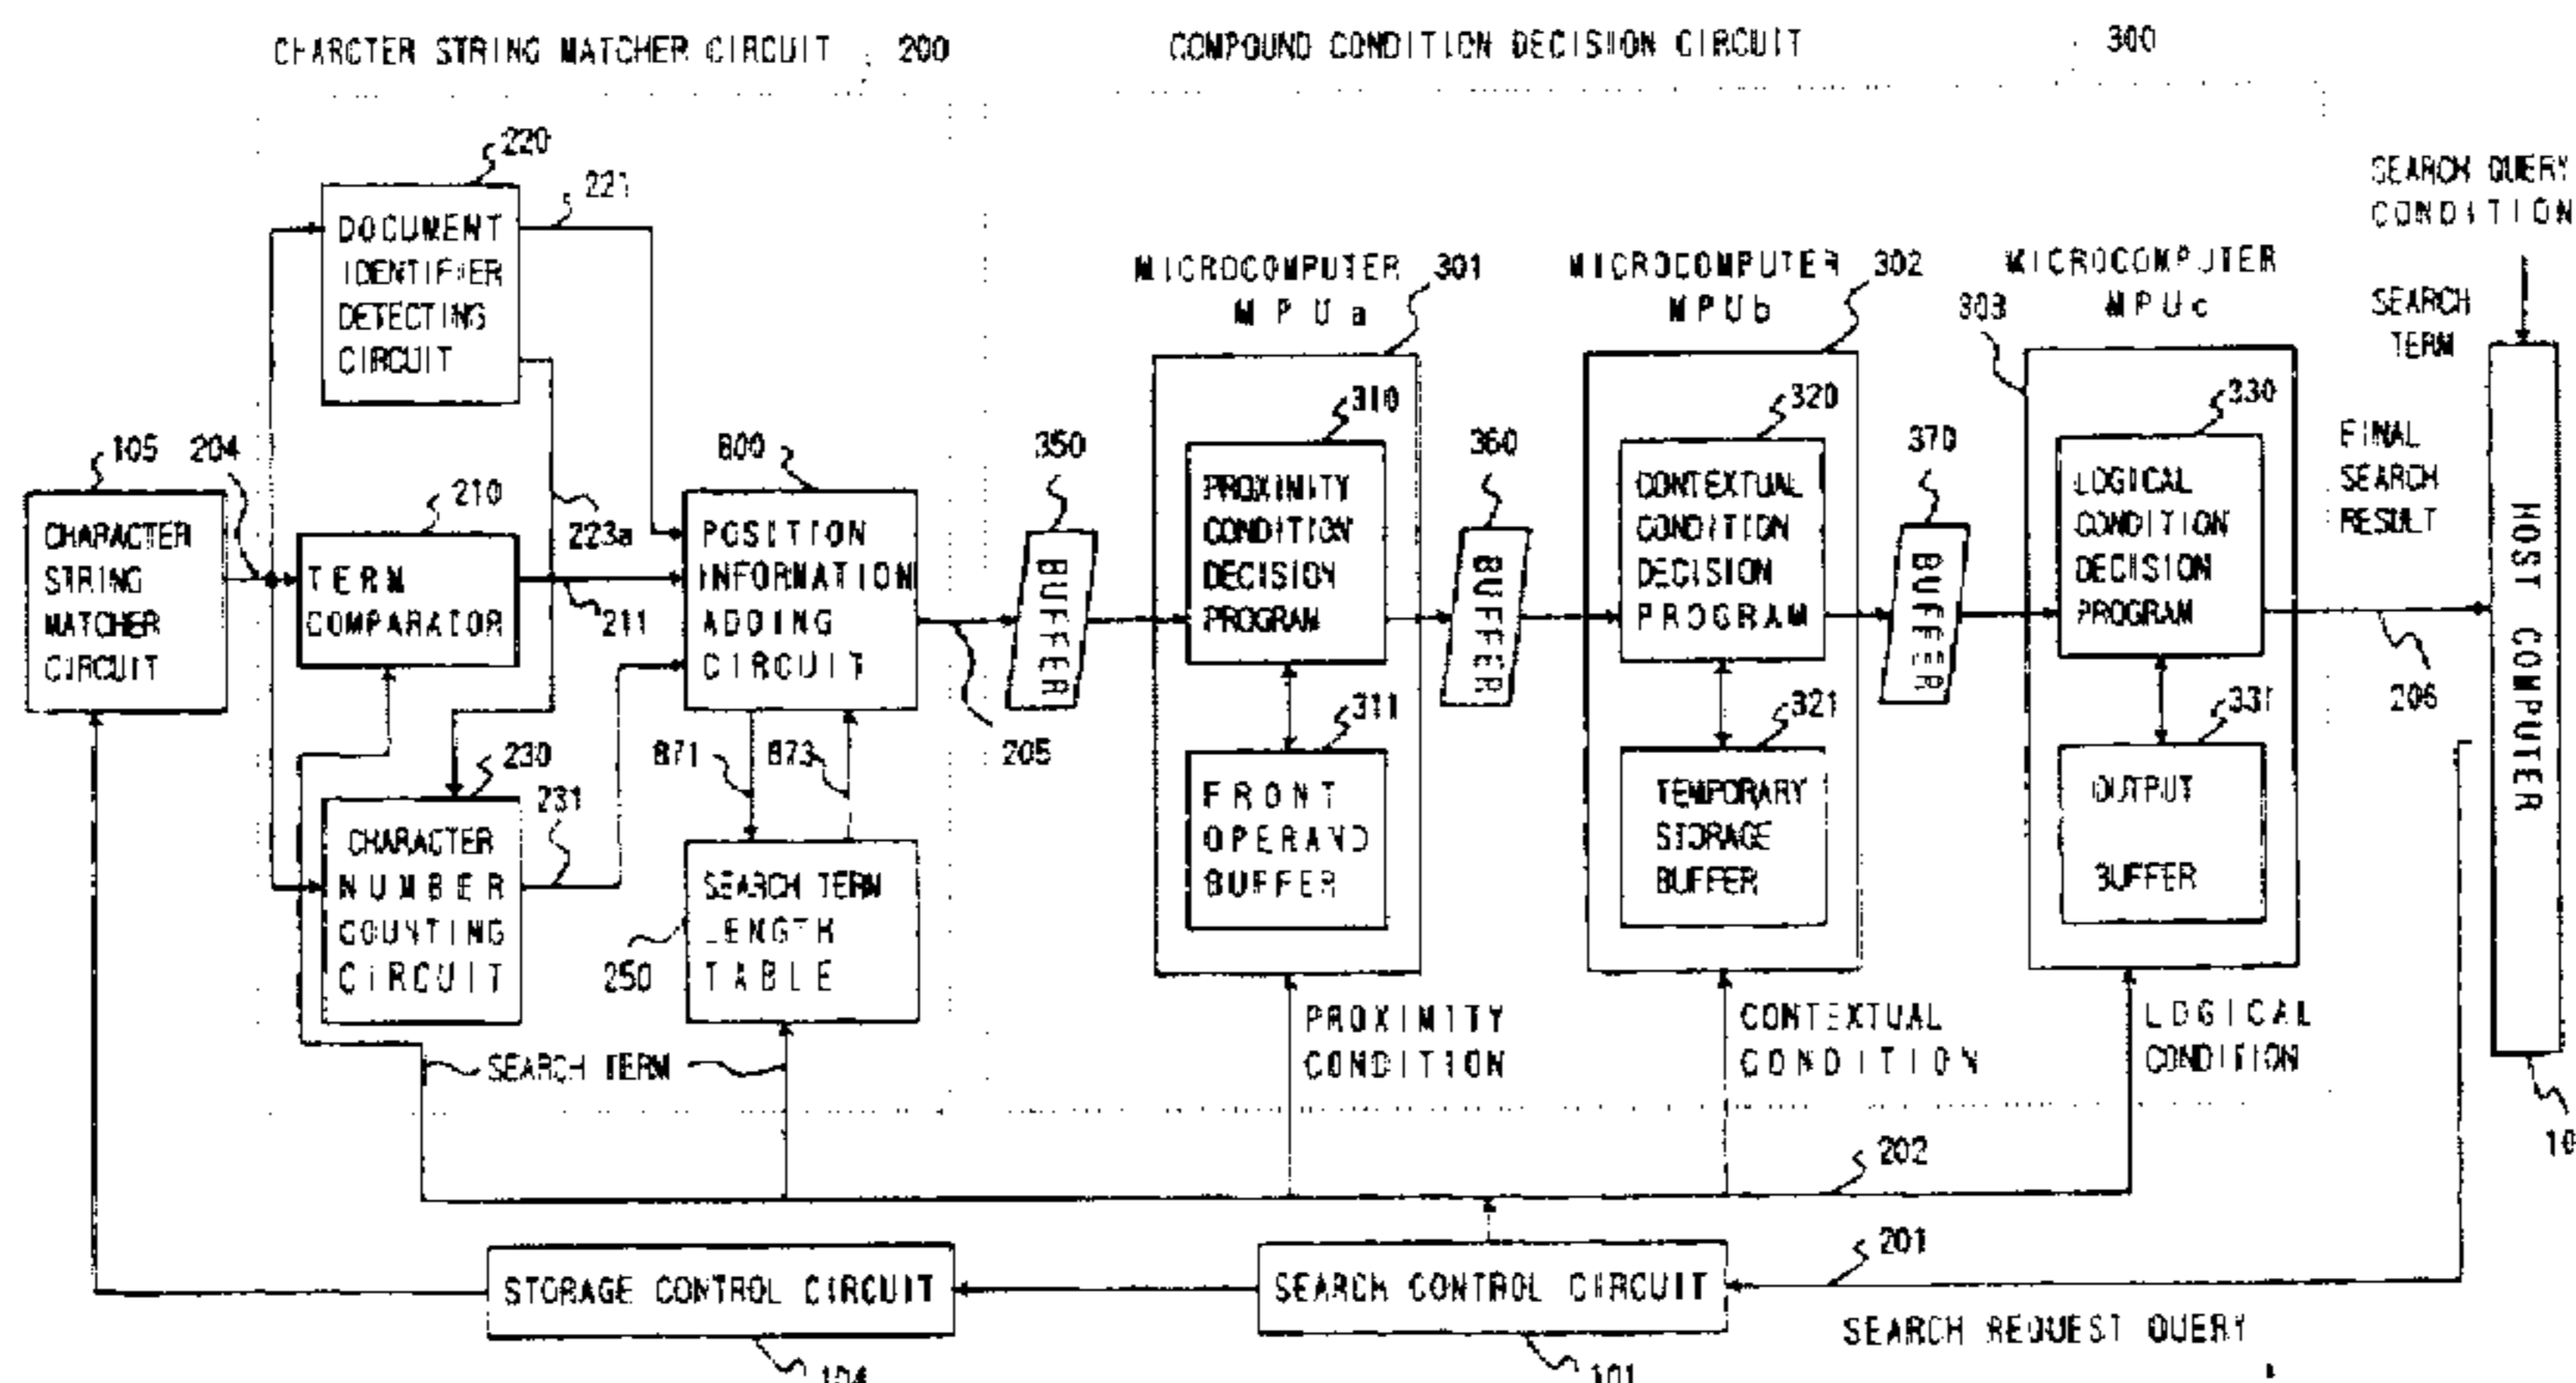 CHARCTER STRING MATCHER CIRCUIT 200
COMPOUND CONDITION DECISION CIRCUIT 300
220
221
DOCUMENT
IDENTIFIER
DETECTING
CIRCUIT
105
204
CHARACTER
STRING
MATCHER
CIRCUIT
210
TERM
COMPARATOR
223a
211
230
231
CHARACTER
NUMBER
COUNTING
CIRCUIT
800
POSITION
INFORMATION
ADDING
CIRCUIT
871
873
205
SEARCH TERM
LENGTH
TABLE
250
SEARCH TERM
350
BUFFER
MICROCOMPUTER
MPUa
301
310
PROXIMITY
CONDITION
DECISION
PROGRAM
311
FRONT
OPERAND
BUFFER
PROXIMITY
CONDITION
360
BUFFER
MICROCOMPUTER
MPUb
302
320
CONTEXTUAL
CONDITION
DECISION
PROGRAM
321
TEMPORARY
STORAGE
BUFFER
CONTEXTUAL
CONDITION
370
BUFFER
MICROCOMPUTER
MPUc
303
330
LOGICAL
CONDITION
DECISION
PROGRAM
331
OUTPUT
BUFFER
LOGICAL
CONDITION
SEARCH QUERY
CONDITION
SEARCH
TERM
FINAL
SEARCH
RESULT
206
HOST COMPUTER
10
202
201
STORAGE CONTROL CIRCUIT
104
SEARCH CONTROL CIRCUIT
101
SEARCH REQUEST QUERY